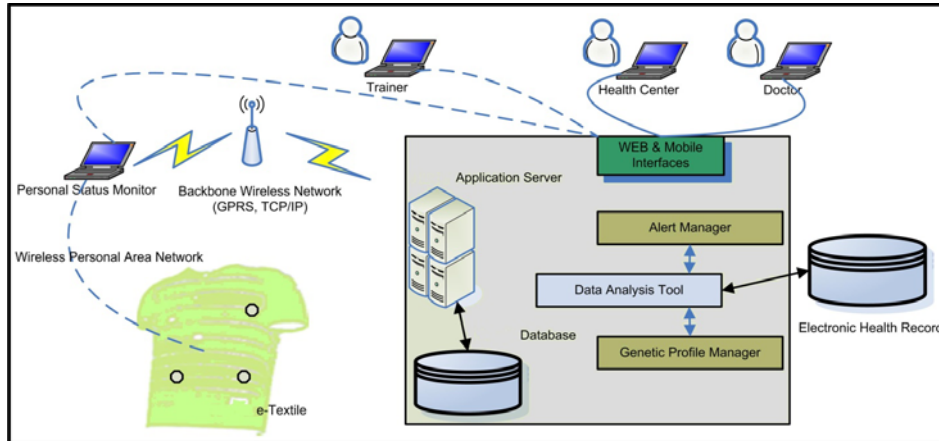 Trainer
Health Center
Doctor
WEB & Mobile
Interfaces
Personal Status Monitor
Backbone Wireless Network
(GPRS, TCP/IP)
Application Server
Wireless Personal Area Network
Alert Manager
Data Analysis Tool
Database
Genetic Profile Manager
Electronic Health Record
e-Textile